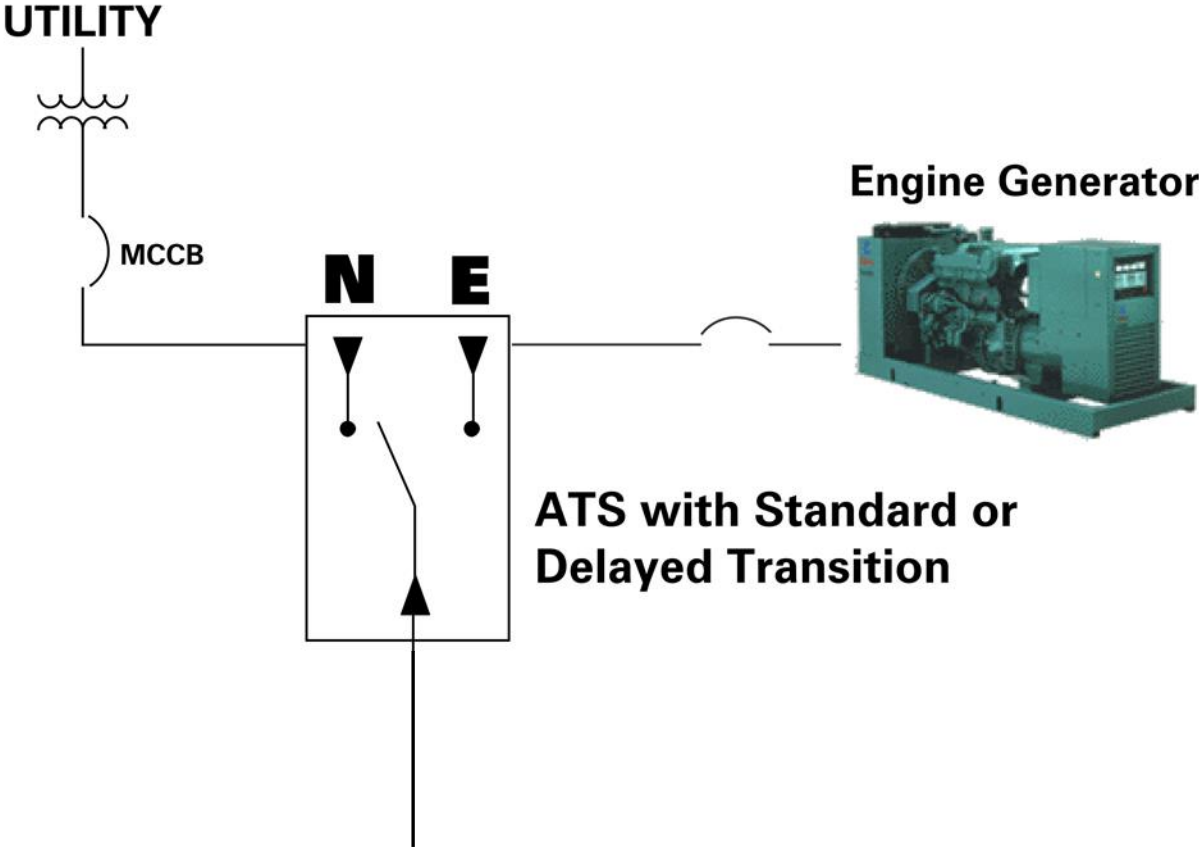 UTILITY
Engine Generator
MCCB
N E
ATS with Standard or
Delayed Transition